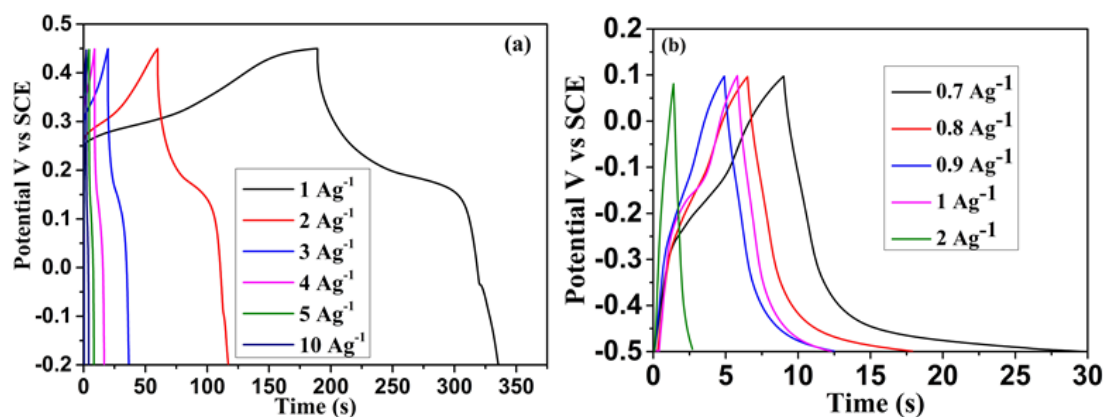 (a)
Potential V vs SCE
0.5
0.4
0.3
0.2
0.1
0.0
-0.1
-0.2
1 Ag⁻¹
2 Ag⁻¹
3 Ag⁻¹
4 Ag⁻¹
5 Ag⁻¹
10 Ag⁻¹
0 50 100 150 200 250 300 350
Time (s)
(b)
Potential V vs SCE
0.2
0.1
0.0
-0.1
-0.2
-0.3
-0.4
-0.5
0.7 Ag⁻¹
0.8 Ag⁻¹
0.9 Ag⁻¹
1 Ag⁻¹
2 Ag⁻¹
0 5 10 15 20 25 30
Time (s)